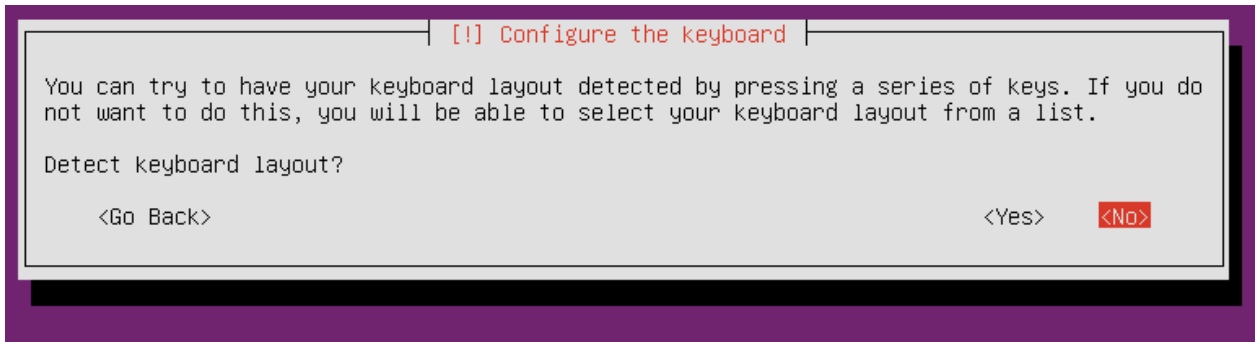 [!] Configure the keyboard
You can try to have your keyboard layout detected by pressing a series of keys. If you do
not want to do this, you will be able to select your keyboard layout from a list.
Detect keyboard layout?
<Go Back> <Yes> <No>